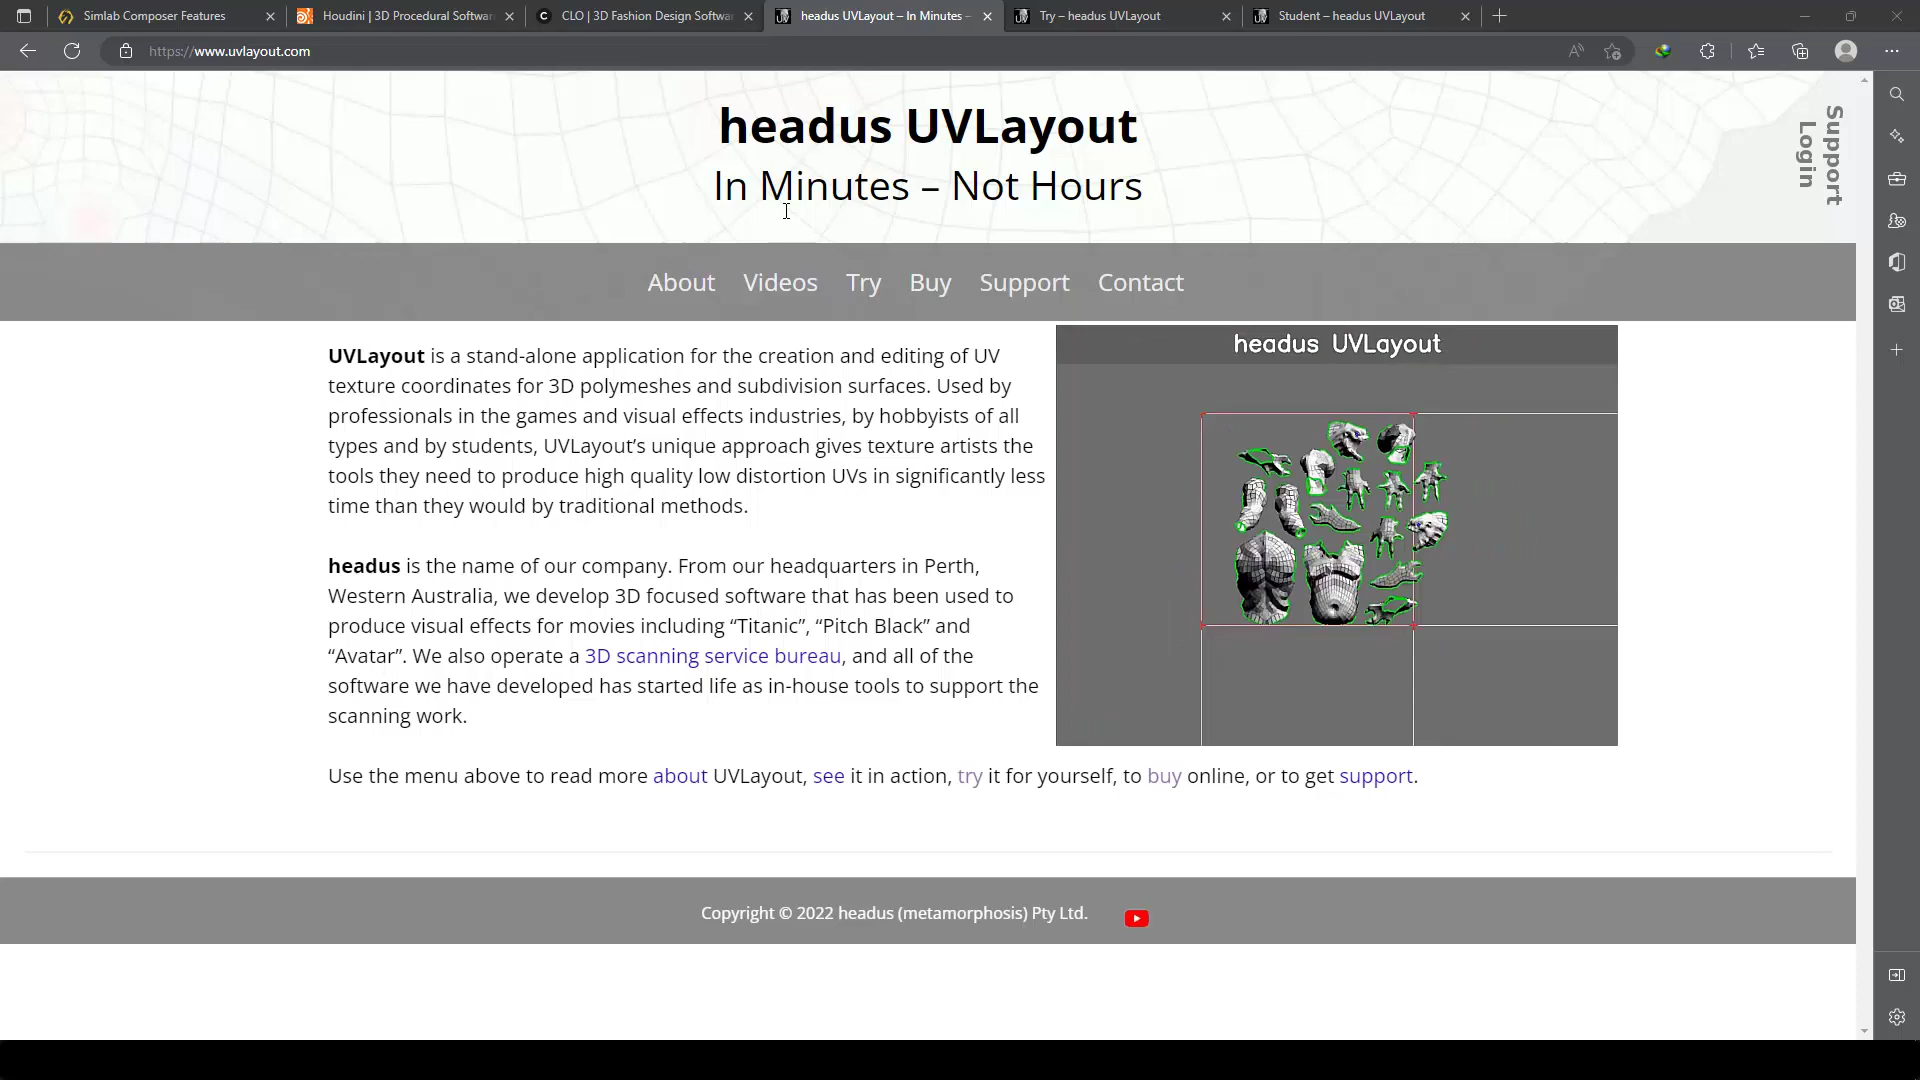 Simlab Composer Features
Houdini | 3D Procedural Softwar
CLO | 3D Fashion Design Softwa
headus UVLayout – In Minutes –
Try – headus UVLayout
Student – headus UVLayout
https://www.uvlayout.com
headus UVLayout
In Minutes – Not Hours
Support
Login
About Videos Try Buy Support Contact
UVLayout is a stand-alone application for the creation and editing of UV
texture coordinates for 3D polymeshes and subdivision surfaces. Used by
professionals in the games and visual effects industries, by hobbyists of all
types and by students, UVLayout’s unique approach gives texture artists the
tools they need to produce high quality low distortion UVs in significantly less
time than they would by traditional methods.
headus is the name of our company. From our headquarters in Perth,
Western Australia, we develop 3D focused software that has been used to
produce visual effects for movies including “Titanic”, “Pitch Black” and
“Avatar”. We also operate a 3D scanning service bureau, and all of the
software we have developed has started life as in-house tools to support the
scanning work.
headus UVLayout
Use the menu above to read more about UVLayout, see it in action, try it for yourself, to buy online, or to get support.
Copyright © 2022 headus (metamorphosis) Pty Ltd.